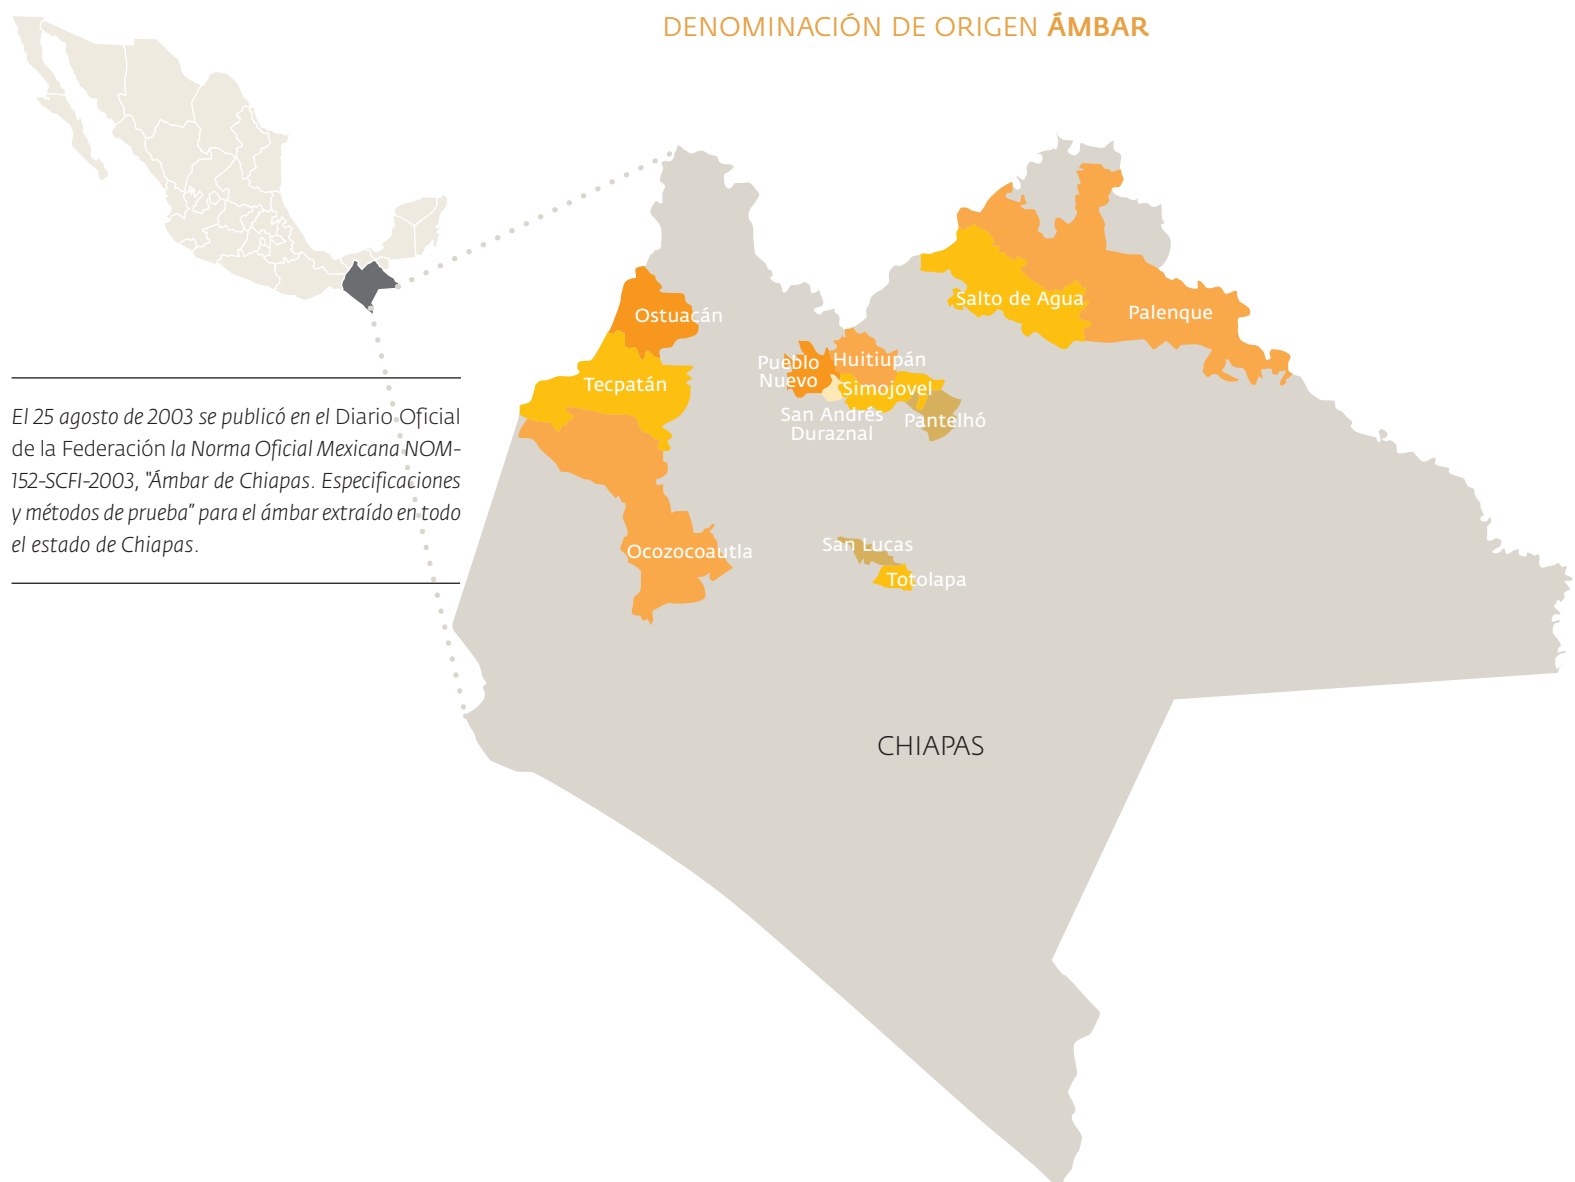 DENOMINACIÓN DE ORIGEN ÁMBAR
Ostuacán
Salto de Agua
Palenque
Pueblo
Nuevo
Huitiupán
Tecpatán
Simojovel
San Andrés
Duraznal
Pantelhó
El 25 agosto de 2003 se publicó en el Diario Oficial
de la Federación la Norma Oficial Mexicana NOM-
152-SCFI-2003, “Ámbar de Chiapas. Especificaciones
y métodos de prueba” para el ámbar extraído en todo
el estado de Chiapas.
Ocozocoautla
San Lucas
Totolapa
CHIAPAS